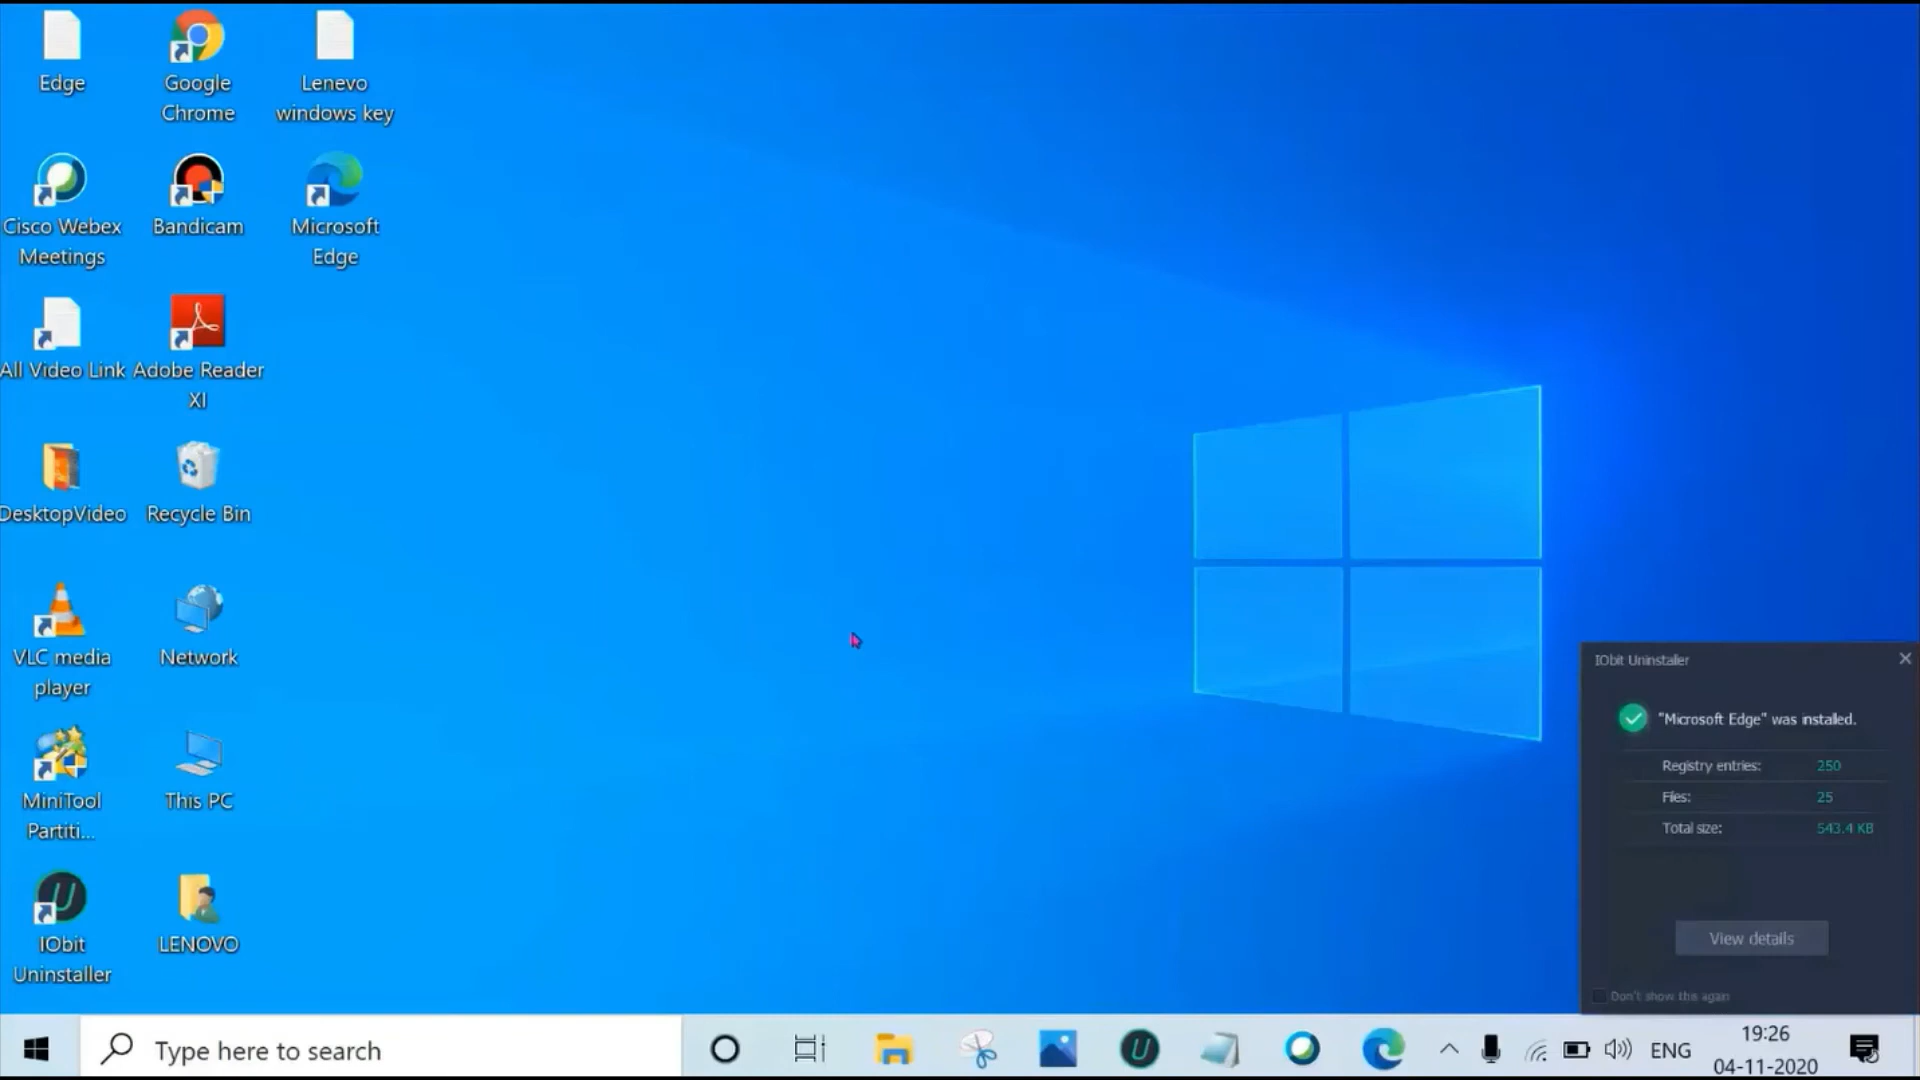 Edge
Google
Chrome
Lenevo
windows key
Cisco Webex
Meetings
Bandicam
Microsoft
Edge
All Video Link
Adobe Reader
XI
DesktopVideo
Recycle Bin
VLC media
player
Network
MiniTool
Partiti...
This PC
IObit
Uninstaller
LENOVO
IObit Uninstaller
"Microsoft Edge" was installed.
Registry entries: 250
Files: 25
Total size: 543.4 KB
View details
Don't show this again
Type here to search
ENG
19:26
04-11-2020